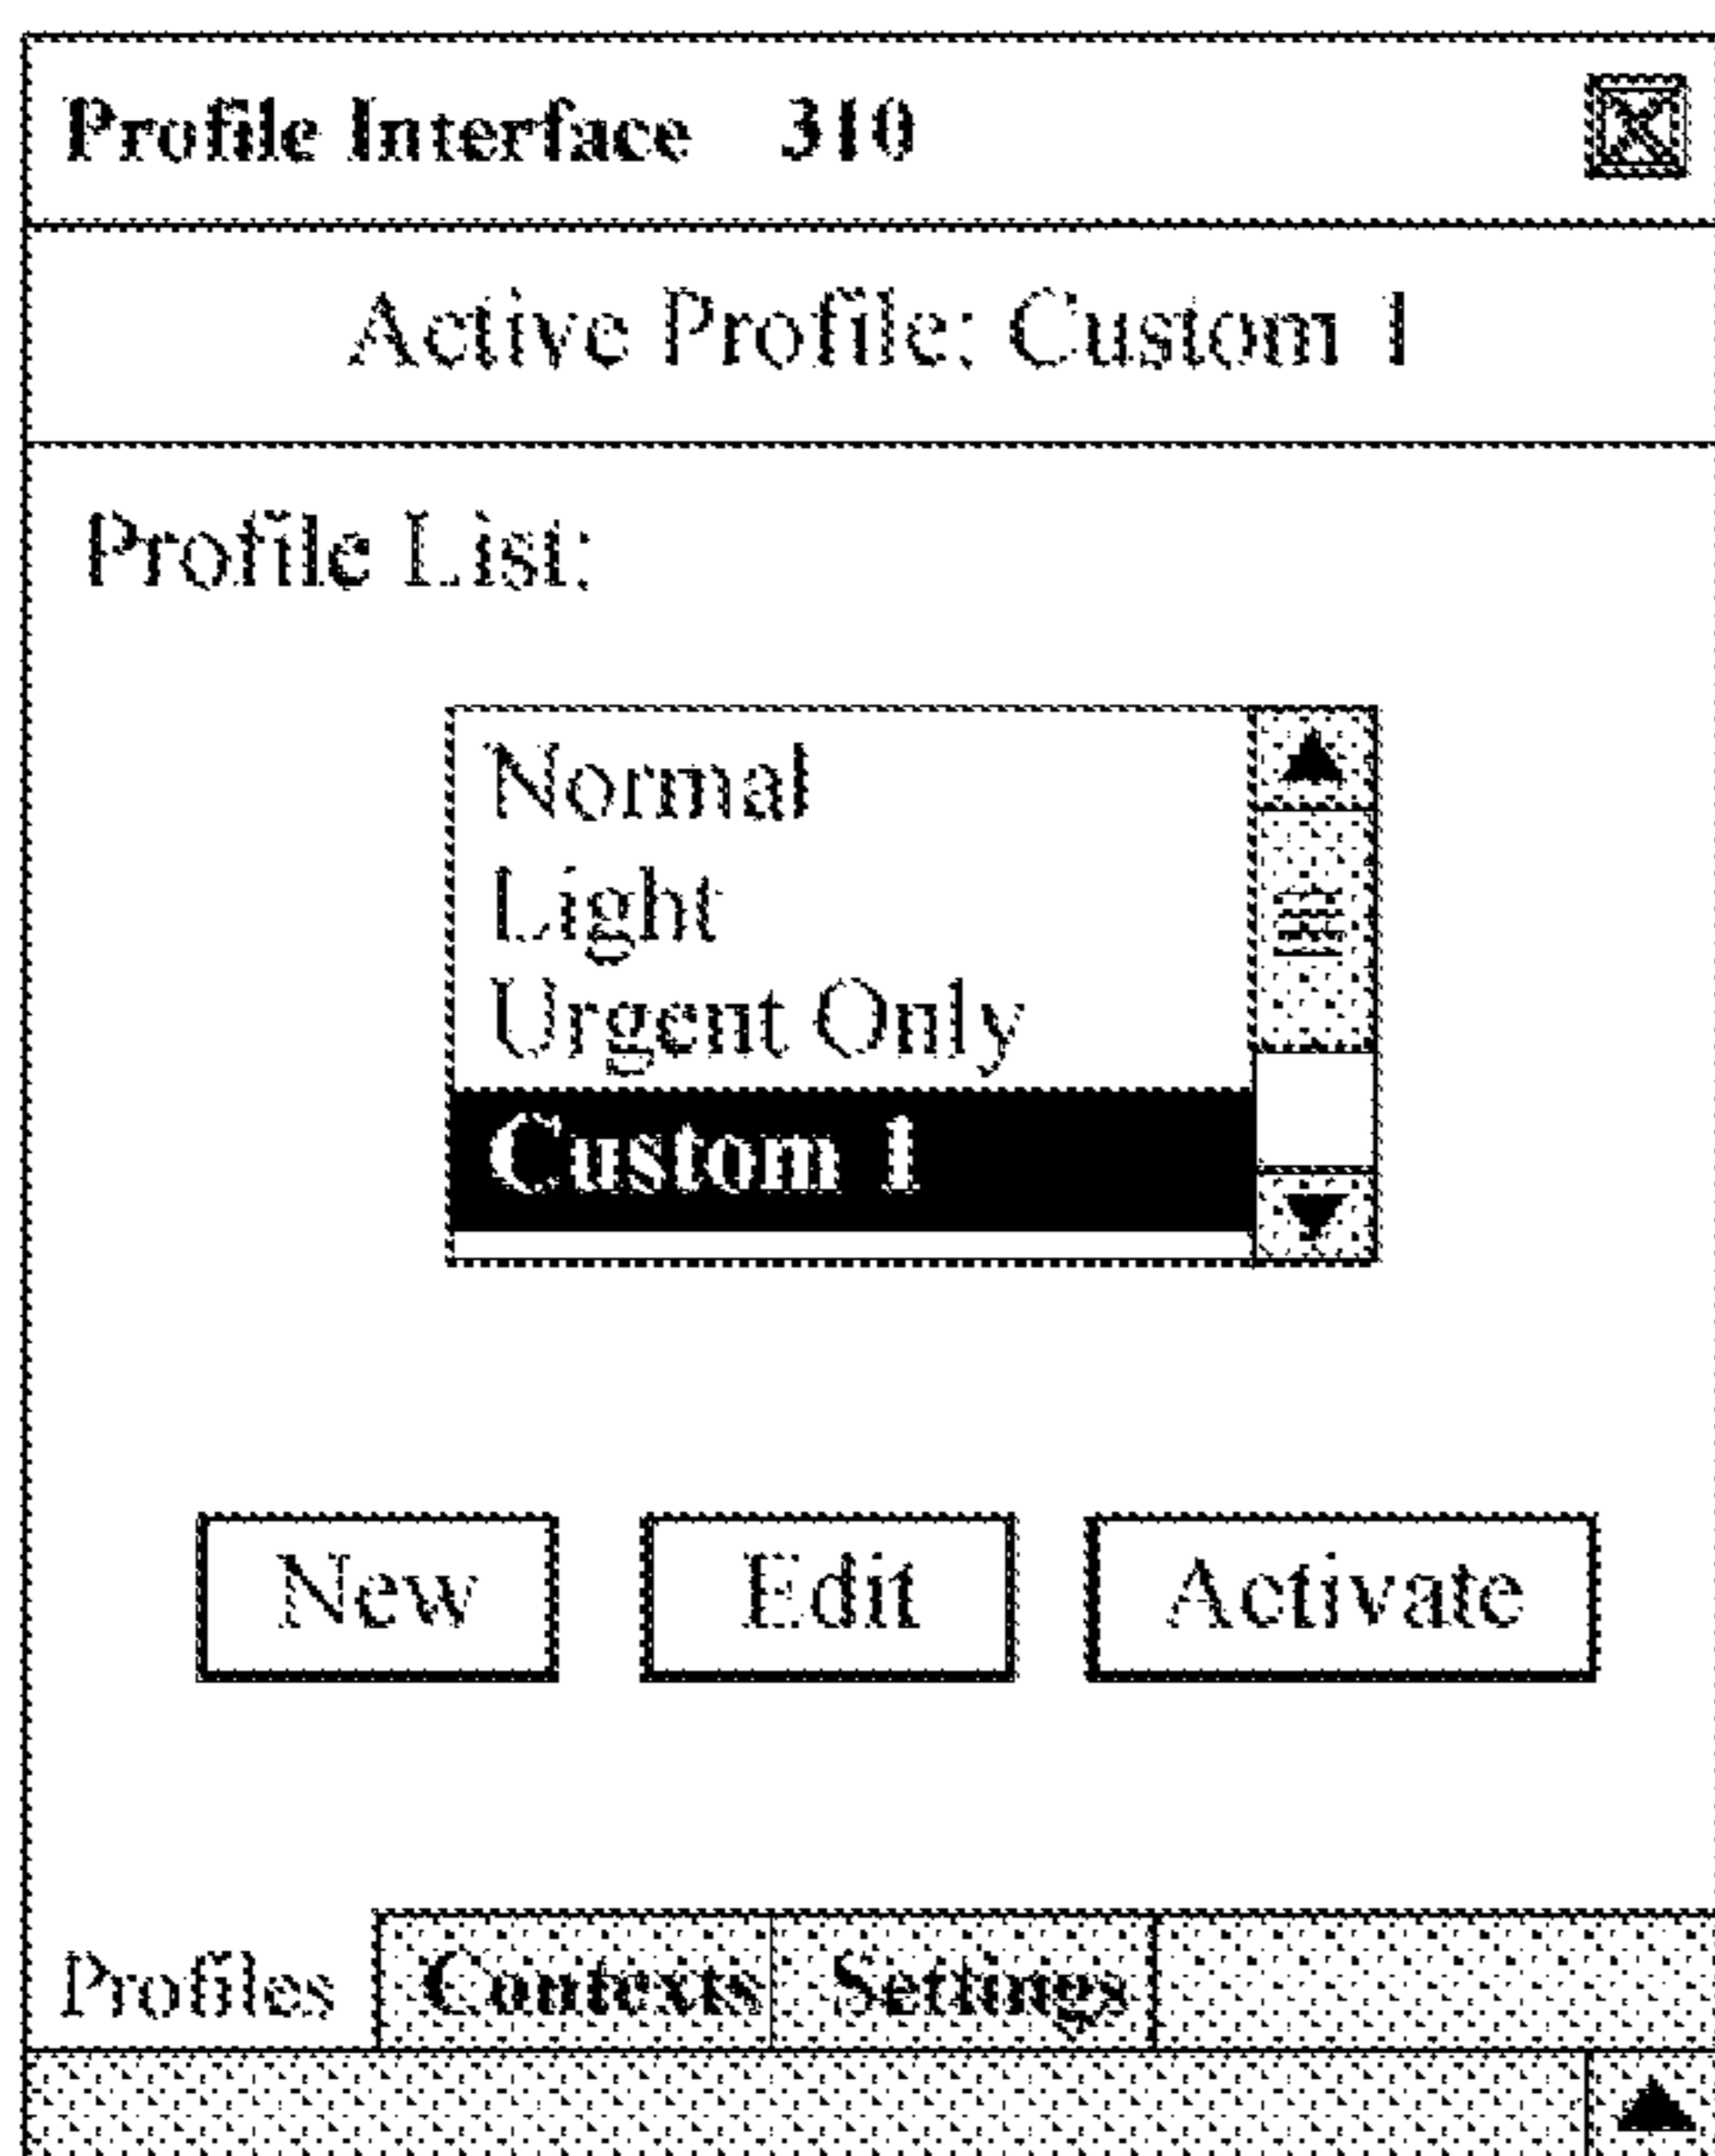 Profile Interface 310
Active Profile: Custom 1
Profile List:
Normal
Light
Urgent Only
Custom 1
New Edit Activate
Profiles Contexts Settings